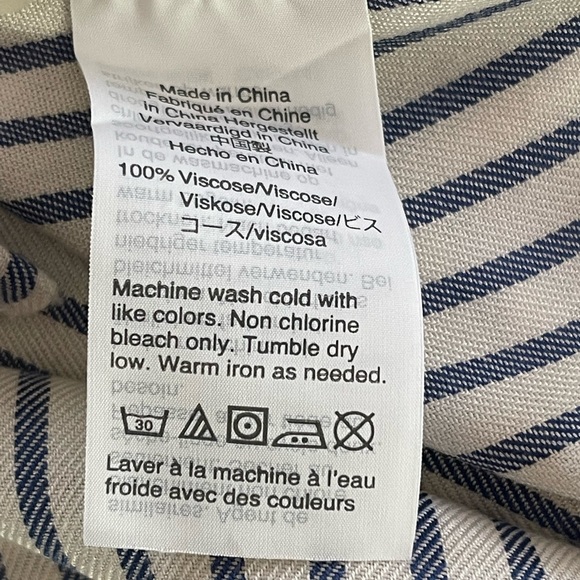 Made in China
Fabriqué en Chine
In China Hergestellt
Vervaardigd in China
中国製
Hecho en China
100% Viscose/Viscose/
Viskose/Viscose/ビス
コース/viscosa
Machine wash cold with
like colors. Non chlorine
bleach only. Tumble dry
low. Warm iron as needed.
30
Laver à la machine à l'eau
froide avec des couleurs